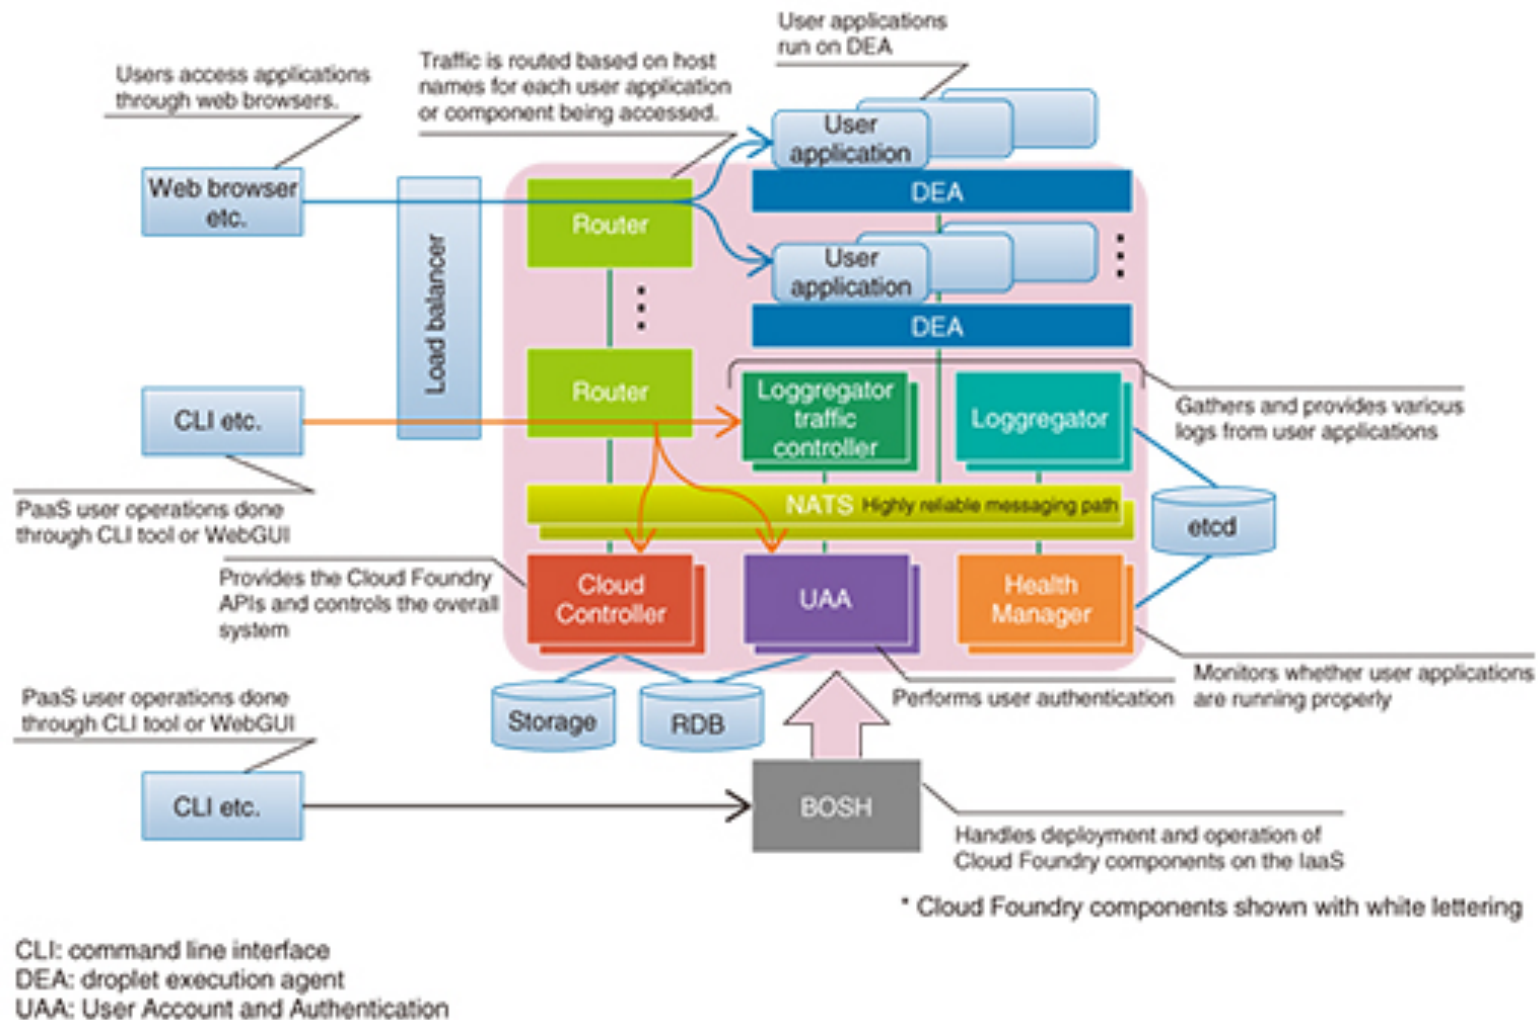 User applications
run on DEA
Users access applications
through web browsers.
Traffic is routed based on host
names for each user application
or component being accessed.
User
application
Web browser
etc.
DEA
Router
Load balancer
User
application
DEA
Router
CLI etc.
Loggregator
traffic
controller
Loggregator
Gathers and provides various
logs from user applications
PaaS user operations done
through CLI tool or WebGUI
NATS Highly reliable messaging path
etcd
Provides the Cloud Foundry
APIs and controls the overall
system
Cloud
Controller
UAA
Health
Manager
Monitors whether user applications
are running properly
Performs user authentication
PaaS user operations done
through CLI tool or WebGUI
Storage
RDB
CLI etc.
BOSH
Handles deployment and operation of
Cloud Foundry components on the IaaS
* Cloud Foundry components shown with white lettering
CLI: command line interface
DEA: droplet execution agent
UAA: User Account and Authentication